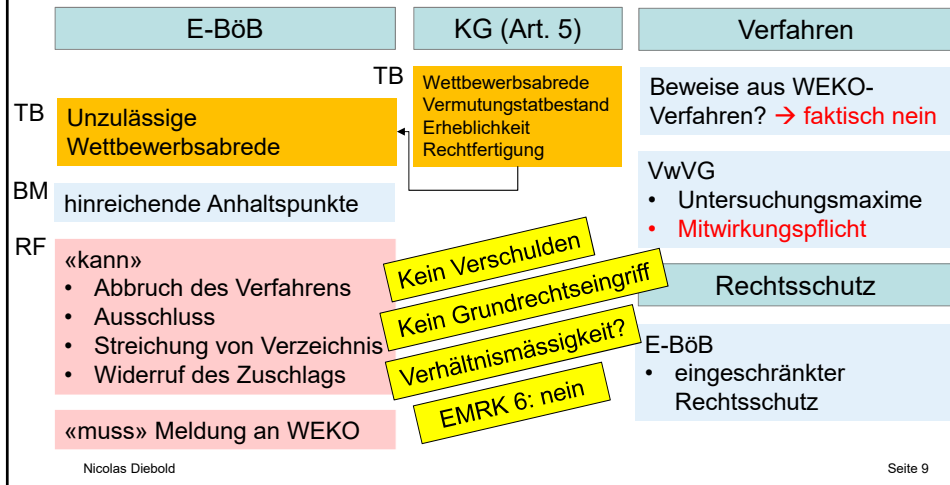 E-BöB
TB
Unzulässige
Wettbewerbsabrede
BM
hinreichende Anhaltspunkte
RF
«kann»
• Abbruch des Verfahrens
• Ausschluss
• Streichung von Verzeichnis
• Widerruf des Zuschlags
«muss» Meldung an WEKO
KG (Art. 5)
TB
Wettbewerbsabrede
Vermutungstatbestand
Erheblichkeit
Rechtfertigung
Kein Verschulden
Kein Grundrechtseingriff
Verhältnismässigkeit?
EMRK 6: nein
Verfahren
Beweise aus WEKO-
Verfahren? → faktisch nein
VwVG
• Untersuchungsmaxime
• Mitwirkungspflicht
Rechtsschutz
E-BöB
• eingeschränkter
Rechtsschutz
Nicolas Diebold
Seite 9